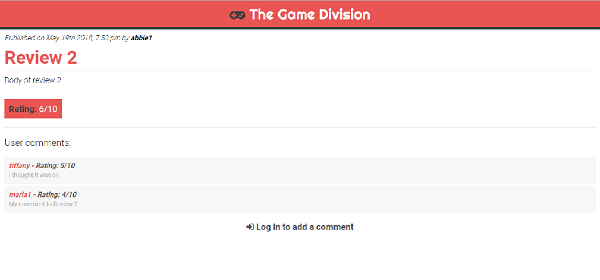 The Game Division
Published on May 19th 2018, 7:53 pm by abbie1
Review 2
Body of review 2
Rating: 6/10
User comments:
tiffany - Rating: 5/10
I thought it was ok
maria1 - Rating: 4/10
My comment to Review 2
Log in to add a comment